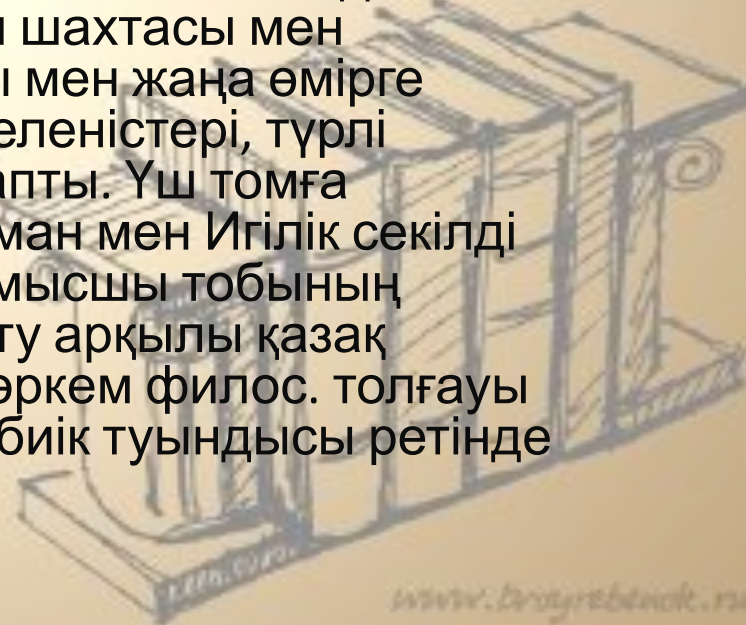 шахтасы мен
мен жаңа өмірге
еленістері, түрлі
апты. Үш томға
ман мен Игілік секілді
мысшы тобының
ту арқылы қазақ
әркем филос. толғауы
биік туындысы ретінде